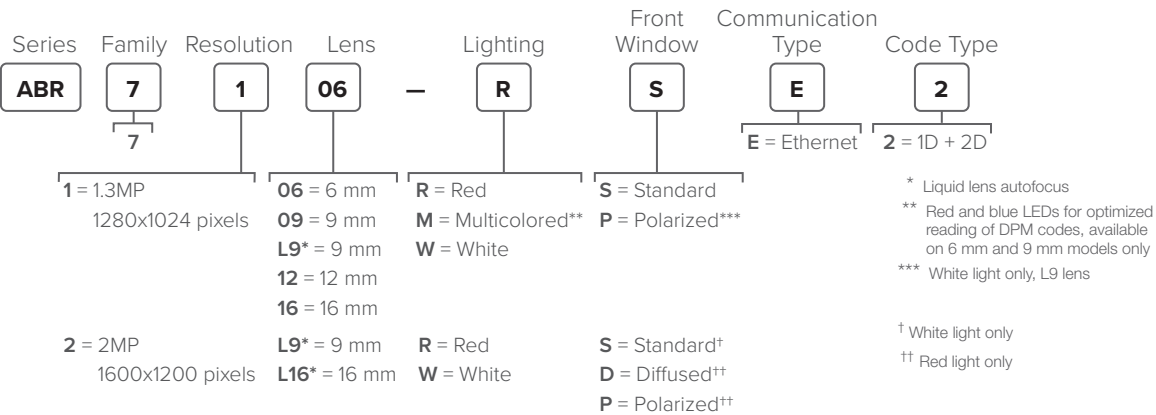 Series Family Resolution Lens Lighting Front Window Communication Type Code Type
ABR 7 1 06 – R S E 2
7
E = Ethernet
2 = 1D + 2D
1 = 1.3MP
1280x1024 pixels
06 = 6 mm
09 = 9 mm
L9* = 9 mm
12 = 12 mm
16 = 16 mm
R = Red
M = Multicolored**
W = White
S = Standard
P = Polarized***
* Liquid lens autofocus
** Red and blue LEDs for optimized
reading of DPM codes, available
on 6 mm and 9 mm models only
*** White light only, L9 lens
2 = 2MP
1600x1200 pixels
L9* = 9 mm
L16* = 16 mm
R = Red
W = White
S = Standard†
D = Diffused††
P = Polarized††
† White light only
†† Red light only